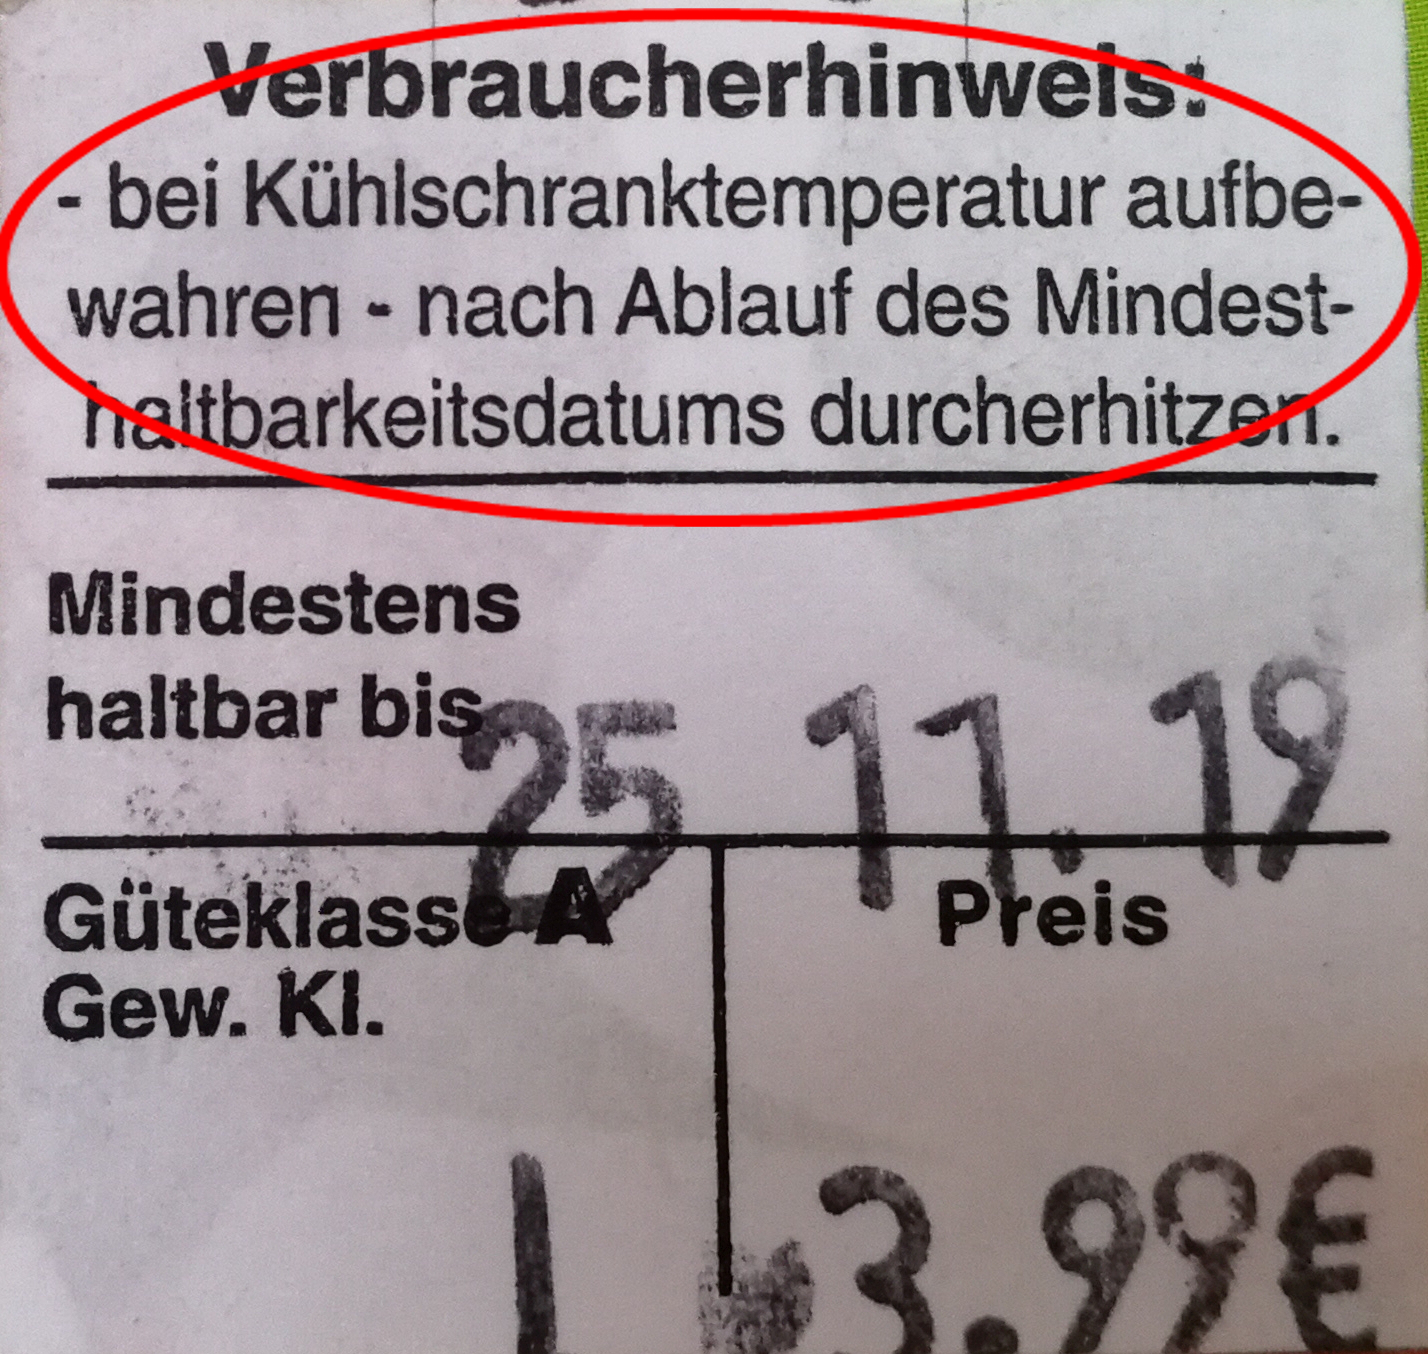 Verbraucherhinweis:
- bei Kühlschranktemperatur aufbe-
wahren - nach Ablauf des Mindest-
haltbarkeitsdatums durcherhitzen.
Mindestens
haltbar bis 25 11. 19
Güteklasse A
Gew. Kl.
Preis
L 3.99€